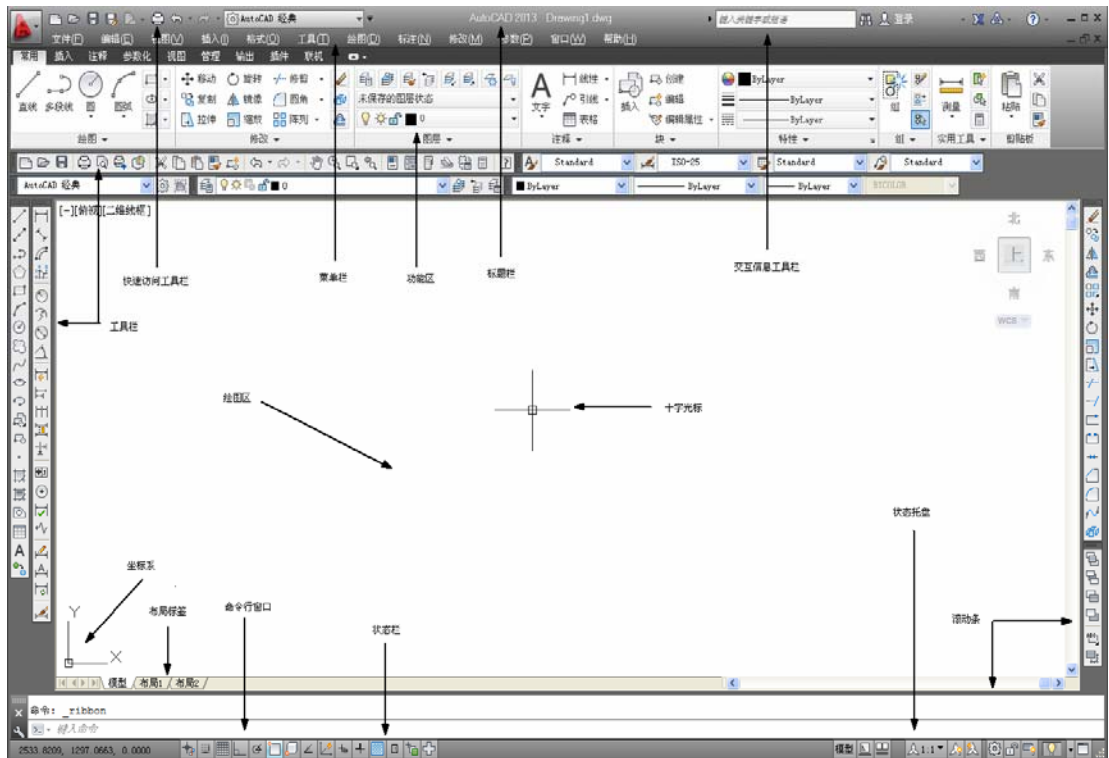 AutoCAD 经典
AutoCAD 2013 Drawing1.dwg
键入关键字或短语
登录
文件(F) 编辑(E) 视图(V) 插入(I) 格式(O) 工具(T) 绘图(D) 标注(N) 修改(M) 参数(P) 窗口(W) 帮助(H)
常用 插入 注释 参数化 视图 管理 输出 插件 联机
直线 多段线 圆 圆弧
移动 旋转 修剪
复制 镜像 圆角
拉伸 缩放 阵列
未保存的图层状态
0
文字
线性
引线
表格
插入
创建
编辑
编辑属性
ByLayer
ByLayer
ByLayer
组
测量
粘贴
绘图 修改 图层 注释 块 特性 组 实用工具 剪贴板
Standard ISO-25 Standard Standard
AutoCAD 经典 0 ByLayer ByLayer ByLayer BYCOLOR
[-][俯视][二维线框]
北
西 上 东
南
WCS
快速访问工具栏 菜单栏 功能区 标题栏 交互信息工具栏
工具栏
绘图区
十字光标
状态托盘
坐标系
布局标签 命令行窗口 状态栏 滚动条
Y
X
模型 布局1 布局2
命令: _ribbon
键入命令
2533.8209, 1297.0663, 0.0000
模型
1:1